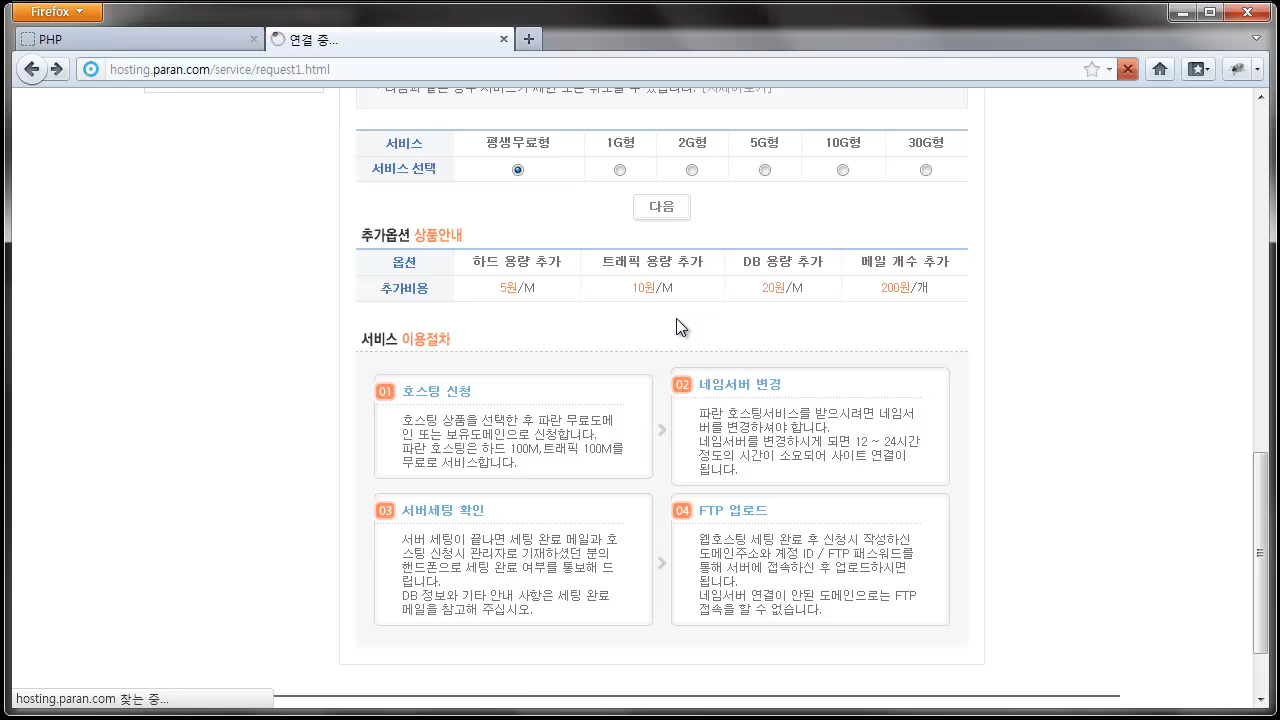 Firefox
PHP
연결 중...
hosting.paran.com/service/request1.html
서비스 평생무료형 1G형 2G형 5G형 10G형 30G형
서비스 선택
다음
추가옵션 상품안내
옵션 하드 용량 추가 트래픽 용량 추가 DB 용량 추가 메일 개수 추가
추가비용 5원/M 10원/M 20원/M 200원/개
서비스 이용절차
01 호스팅 신청
호스팅 상품을 선택한 후 파란 무료도메
인 또는 보유도메인으로 신청합니다.
파란 호스팅은 하드 100M,트래픽 100M를
무료로 서비스합니다.
02 네임서버 변경
파란 호스팅서비스를 받으시려면 네임서
버를 변경하셔야 합니다.
네임서버를 변경하시게 되면 12 ~ 24시간
정도의 시간이 소요되어 사이트 연결이
됩니다.
03 서버세팅 확인
서버 세팅이 끝나면 세팅 완료 메일과 호
스팅 신청시 관리자로 기재하셨던 분의
핸드폰으로 세팅 완료 여부를 통보해 드
립니다.
DB 정보와 기타 안내 사항은 세팅 완료
메일을 참고해 주십시오.
04 FTP 업로드
웹호스팅 세팅 완료 후 신청시 작성하신
도메인주소와 계정 ID / FTP 패스워드를
통해 서버에 접속하신 후 업로드하시면
됩니다.
네임서버 연결이 안된 도메인으로는 FTP
접속을 할 수 없습니다.
hosting.paran.com 찾는 중...